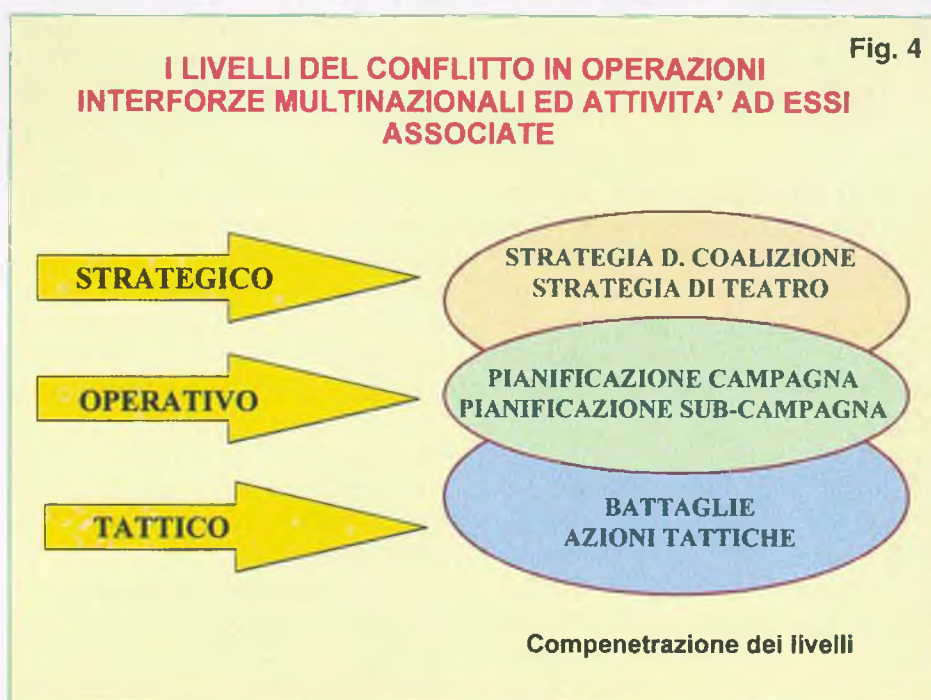 Fig. 4
I LIVELLI DEL CONFLITTO IN OPERAZIONI
INTERFORZE MULTINAZIONALI ED ATTIVITA' AD ESSI
ASSOCIATE
STRATEGICO
STRATEGIA D. COALIZIONE
STRATEGIA DI TEATRO
OPERATIVO
PIANIFICAZIONE CAMPAGNA
PIANIFICAZIONE SUB-CAMPAGNA
TATTICO
BATTAGLIE
AZIONI TATTICHE
Compenetrazione dei livelli